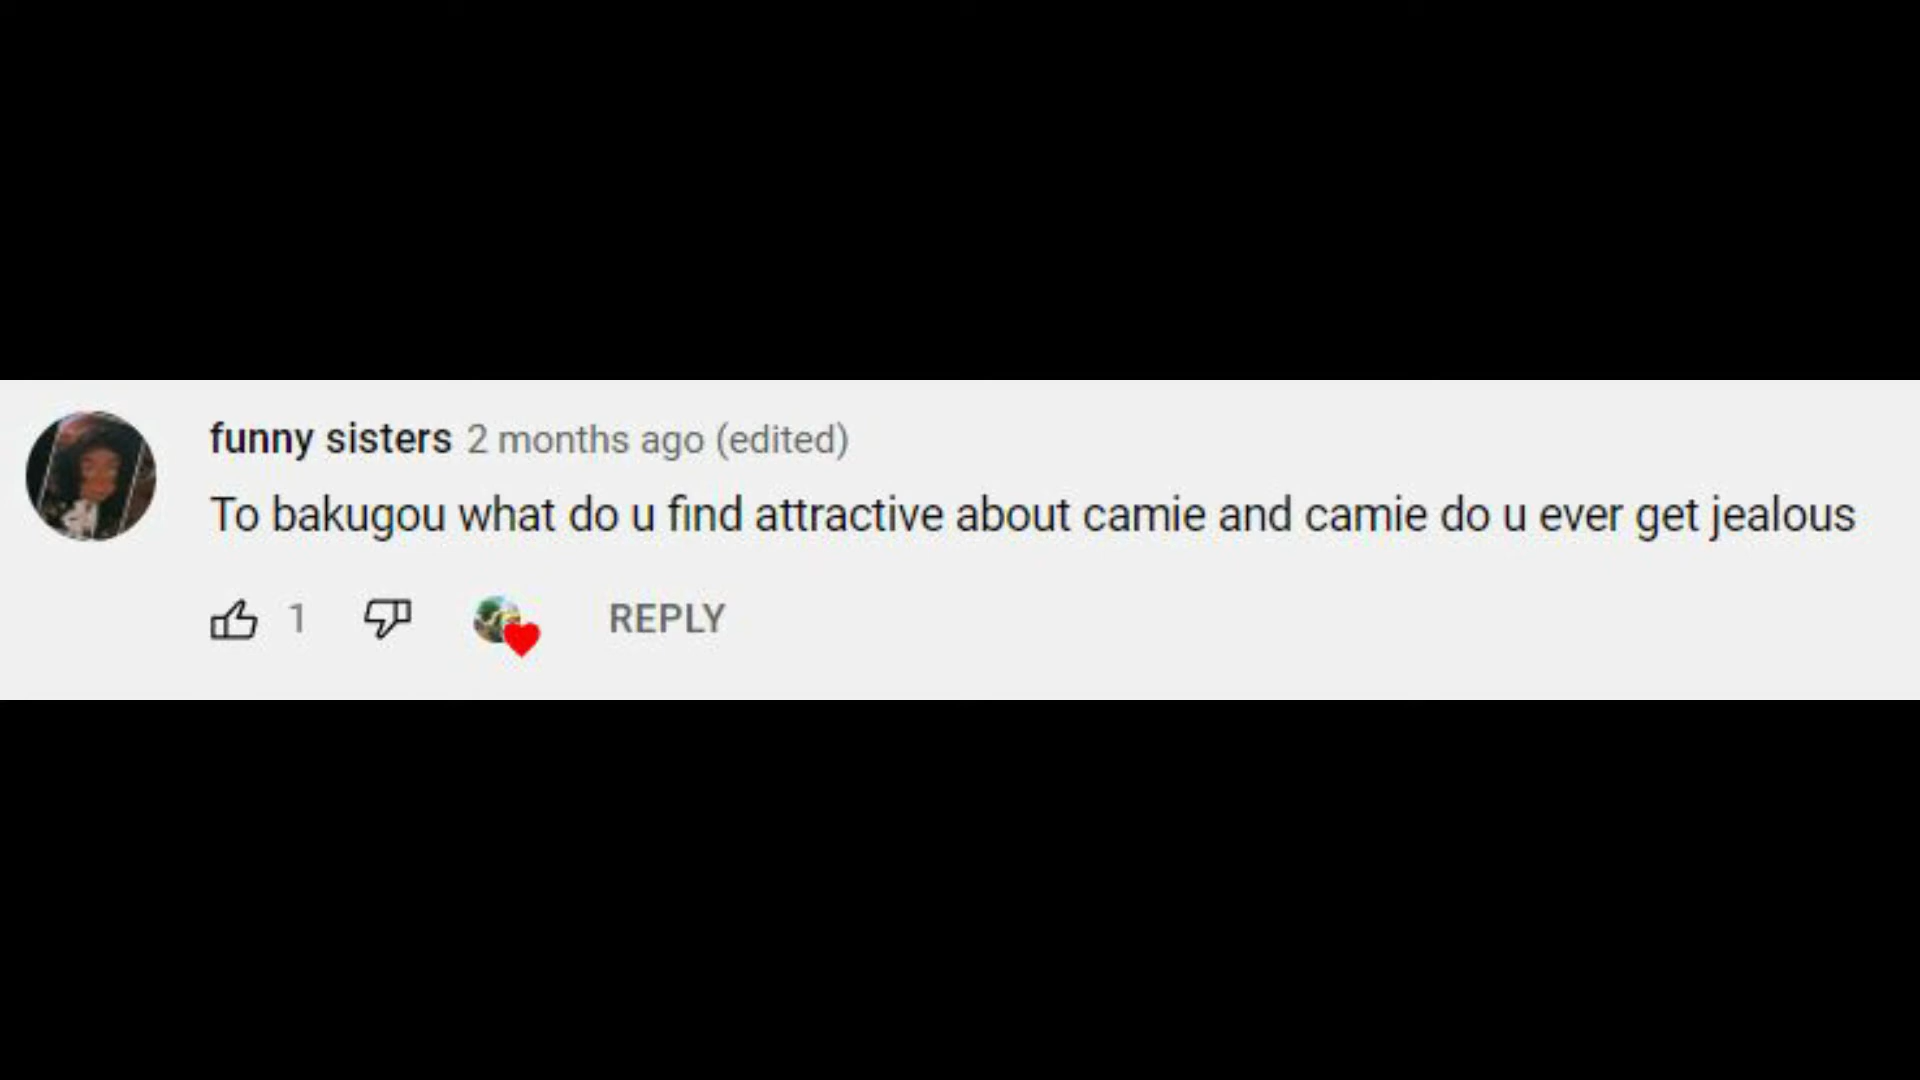 funny sisters 2 months ago (edited)
To bakugou what do u find attractive about camie and camie do u ever get jealous
1 REPLY